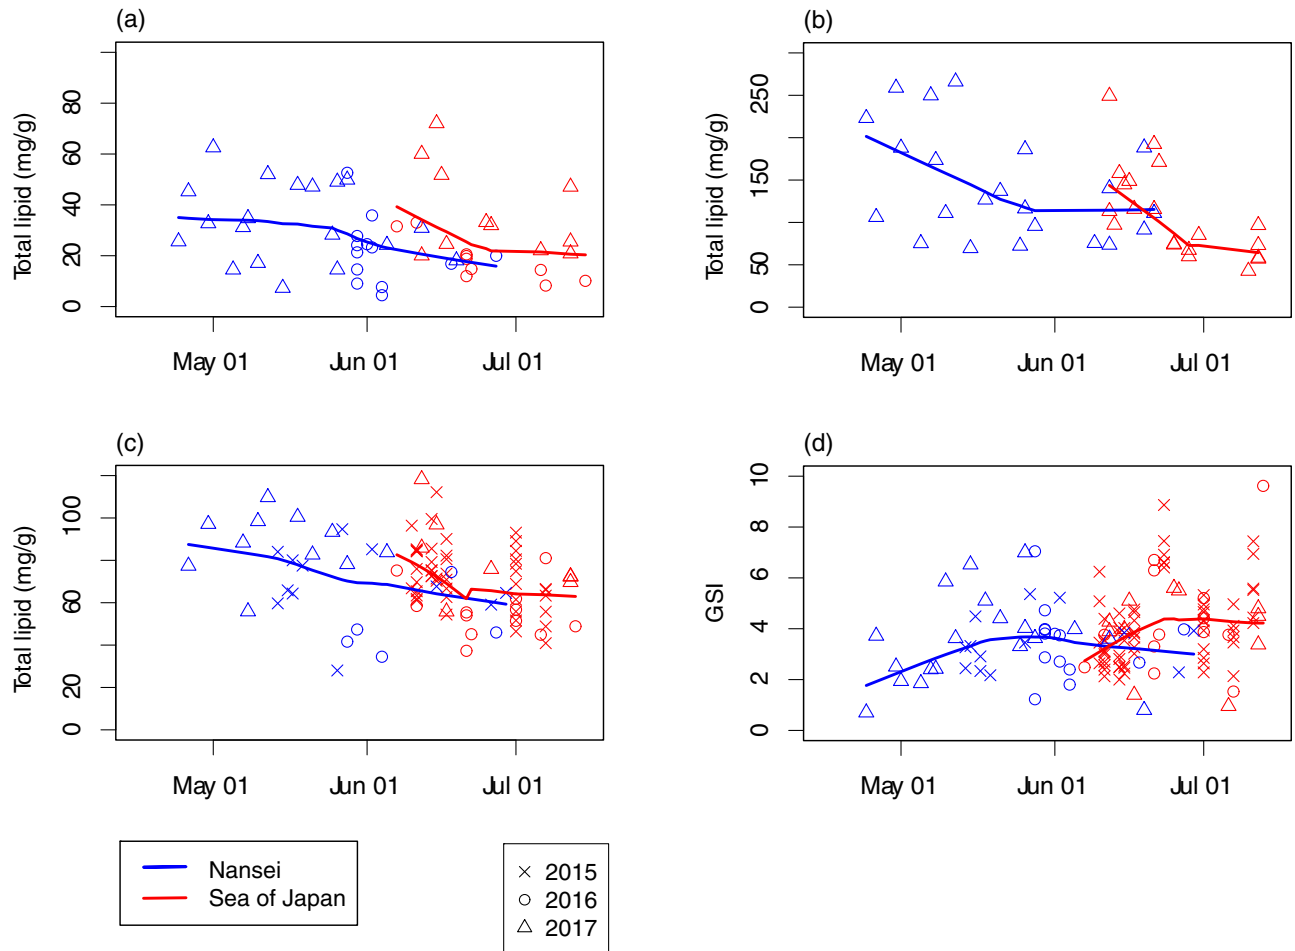 (a)
Total lipid (mg/g)
0 20 40 60 80
May 01 Jun 01 Jul 01
(b)
Total lipid (mg/g)
0 50 150 250
May 01 Jun 01 Jul 01
(c)
Total lipid (mg/g)
0 20 60 100
May 01 Jun 01 Jul 01
(d)
GSI
0 2 4 6 8 10
May 01 Jun 01 Jul 01
Nansei
Sea of Japan
2015
2016
2017